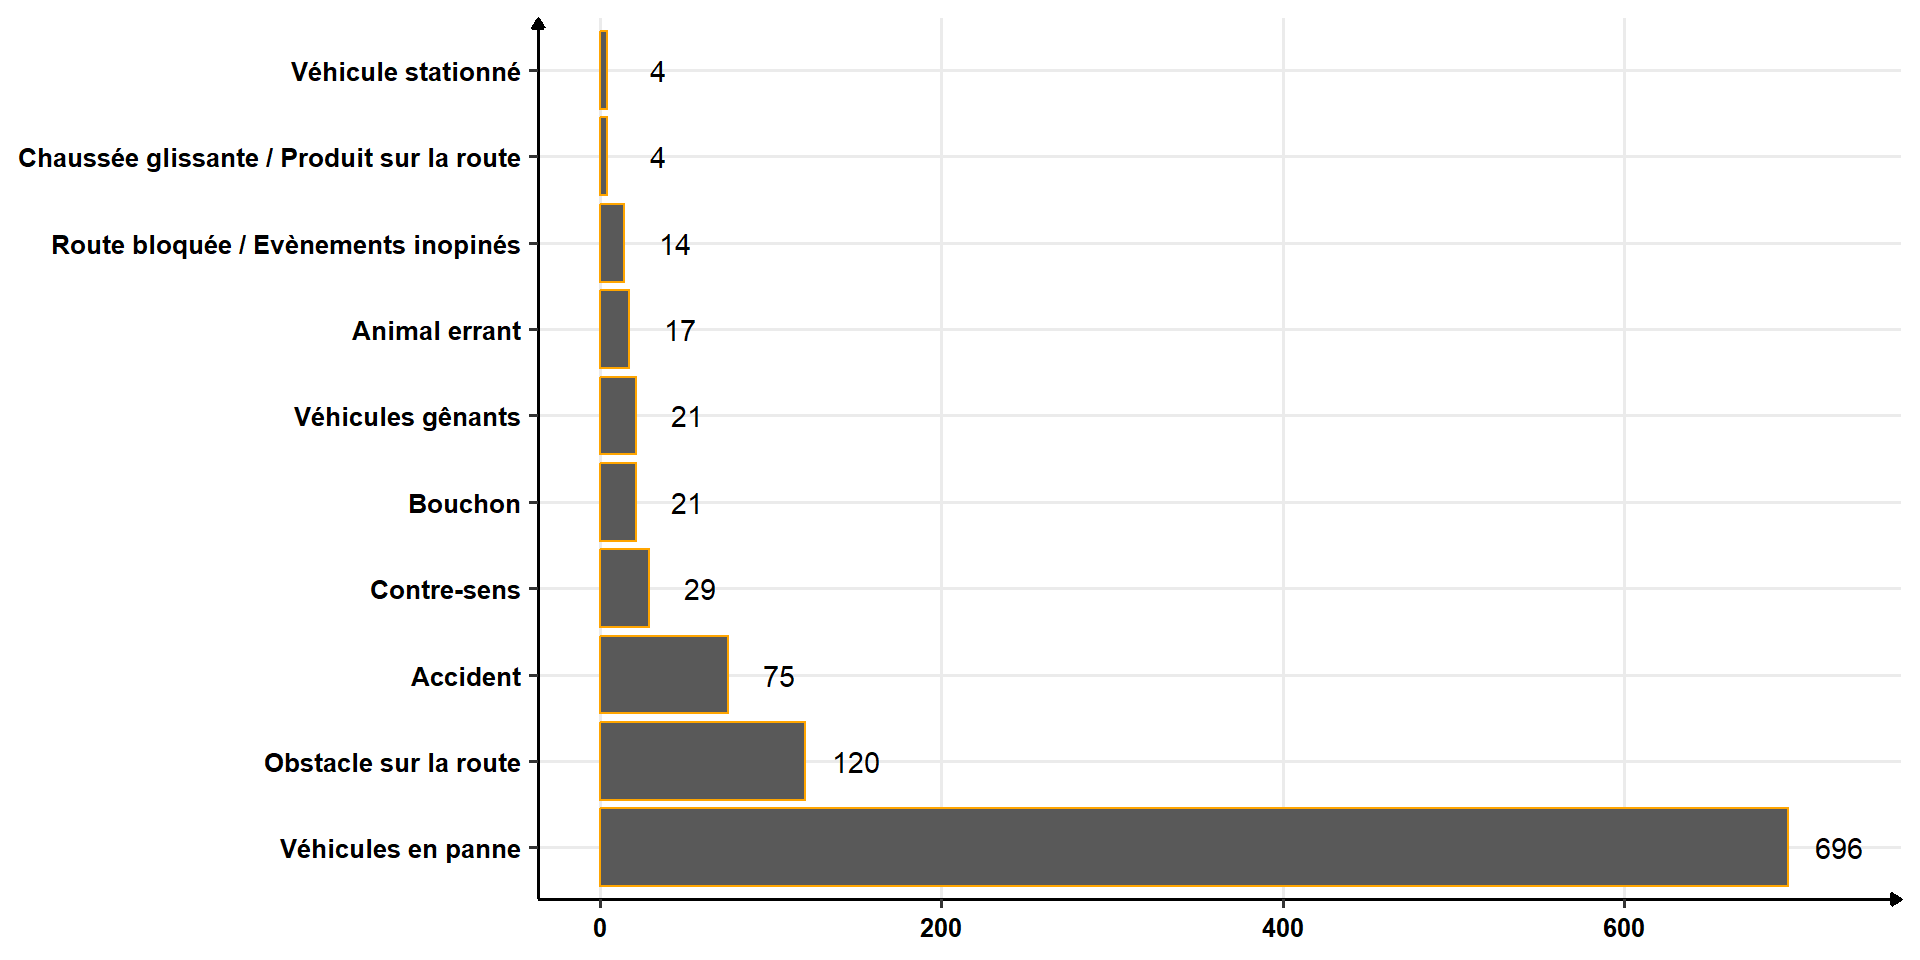 Véhicule stationné 4
Chaussée glissante / Produit sur la route 4
Route bloquée / Evènements inopinés 14
Animal errant 17
Véhicules gênants 21
Bouchon 21
Contre-sens 29
Accident 75
Obstacle sur la route 120
Véhicules en panne 696
0 200 400 600